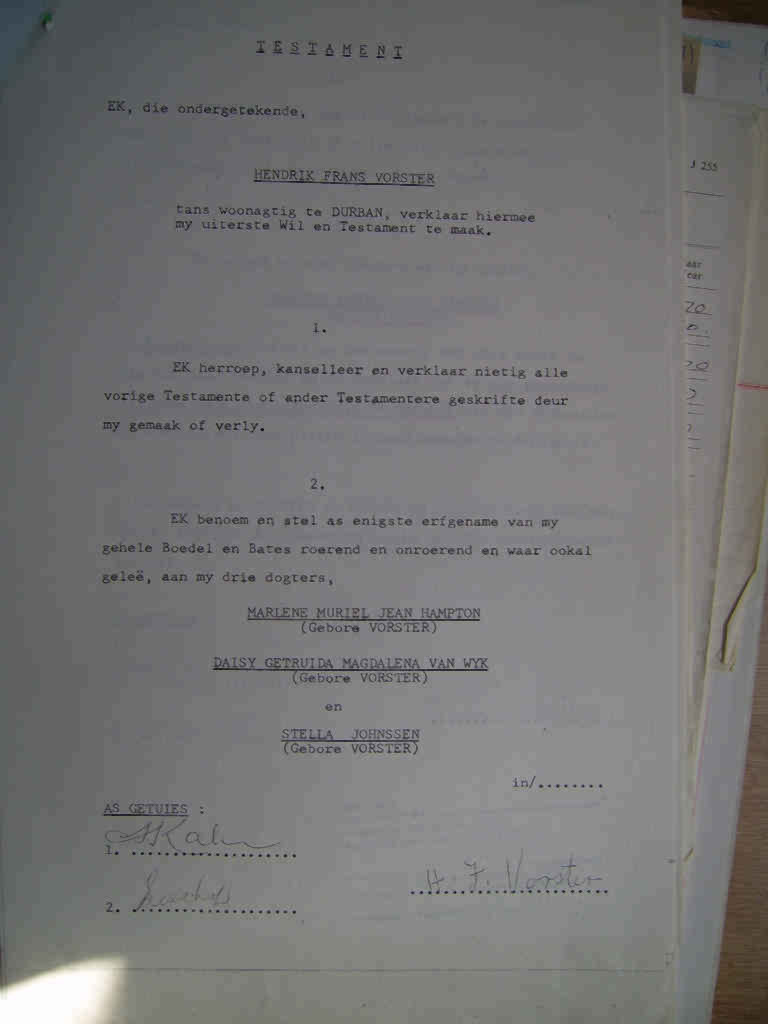 TESTAMENT
EK, die ondergetekende,
HENDRIK FRANS VORSTER
tans woonagtig te DURBAN, verklaar hiermee
my uiterste Wil en Testament te maak.
1.
EK herroep, kanselleer en verklaar nietig alle
vorige Testamente of ander Testamentere geskrifte deur
my gemaak of verly.
2.
EK benoem en stel as enigste erfgename van my
gehele Boedel en Bates roerend en onroerend en waar ookal
geleë, aan my drie dogters,
MARLENE MURIEL JEAN HAMPTON
(Gebore VORSTER)
DAISY GETRUIDA MAGDALENA VAN WYK
(Gebore VORSTER)
en
STELLA JOHNSSEN
(Gebore VORSTER)
in/........
AS GETUIES :
1. ....................
H. F. Vorster
2. ....................
J 255